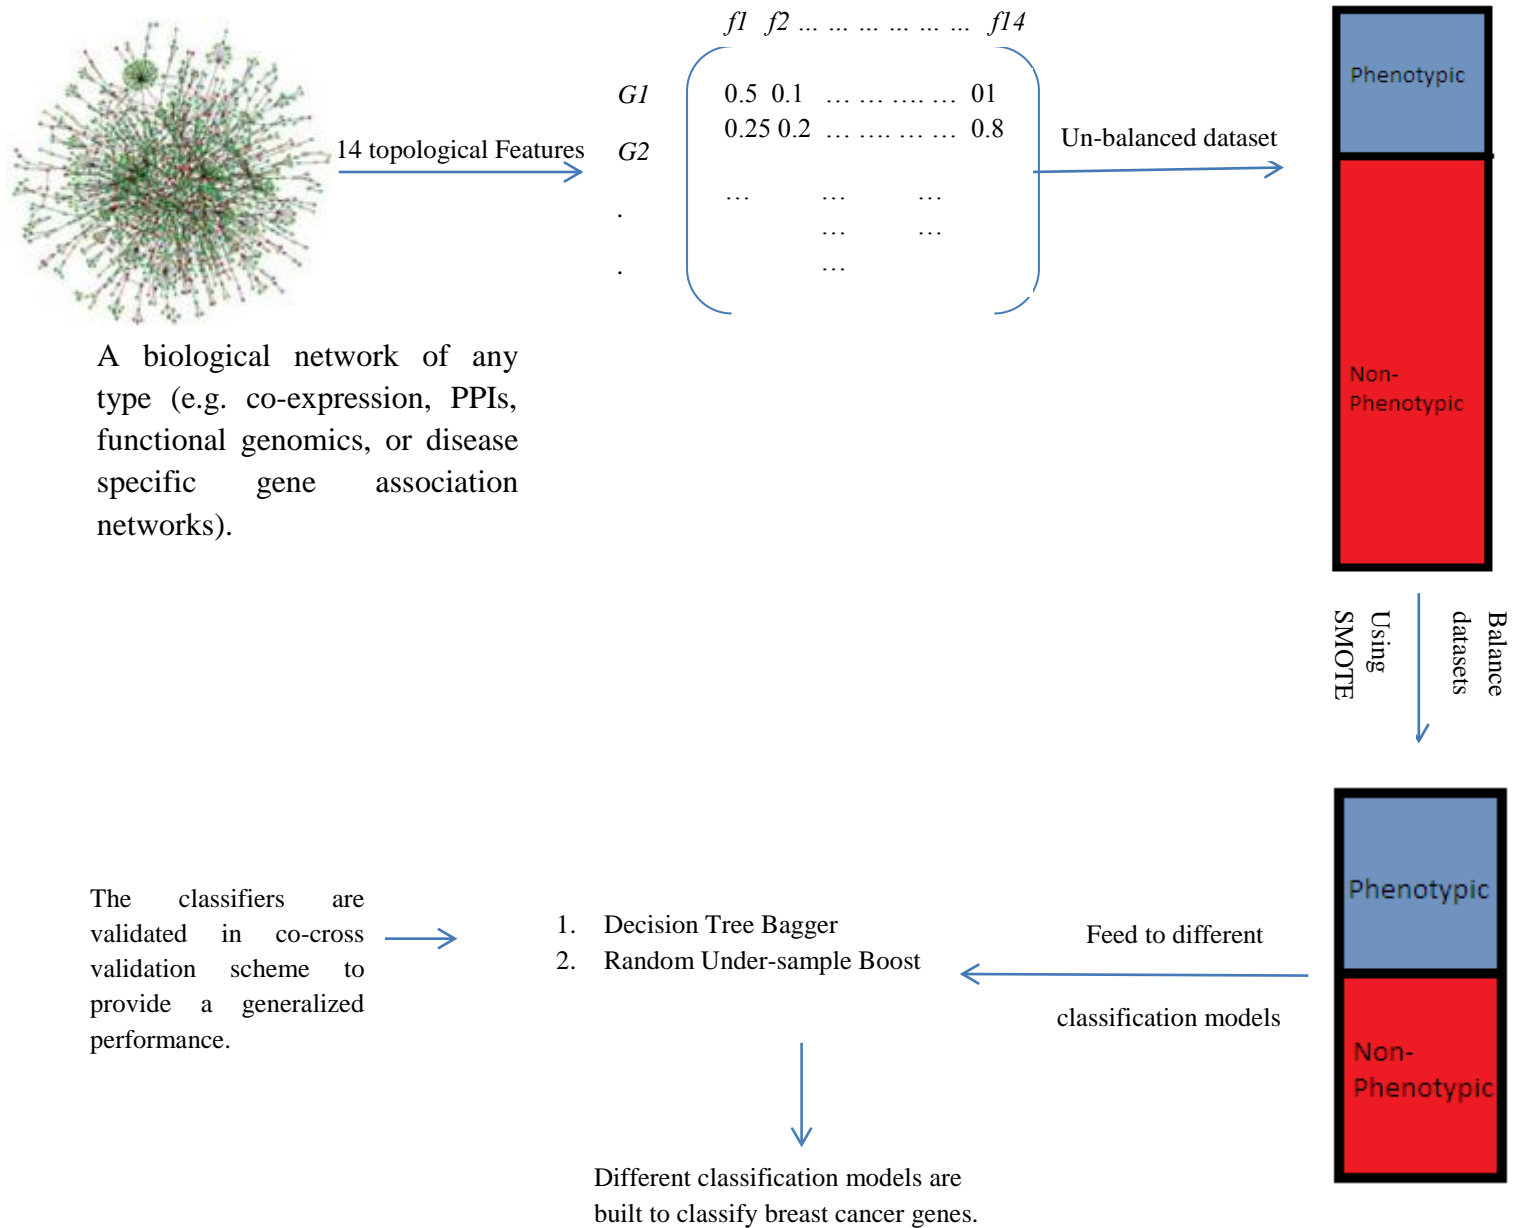 f1 f2 … … … … … … f14
G1 0.5 0.1 … … …. … 01
0.25 0.2 … …. … … 0.8
G2
… … …
.
… …
. …
14 topological Features
Un-balanced dataset
Phenotypic
Non-
Phenotypic
A biological network of any
type (e.g. co-expression, PPIs,
functional genomics, or disease
specific gene association
networks).
Balance
datasets
Using
SMOTE
Phenotypic
Non-
Phenotypic
Feed to different
classification models
1. Decision Tree Bagger
2. Random Under-sample Boost
The classifiers are
validated in co-cross
validation scheme to
provide a generalized
performance.
Different classification models are
built to classify breast cancer genes.